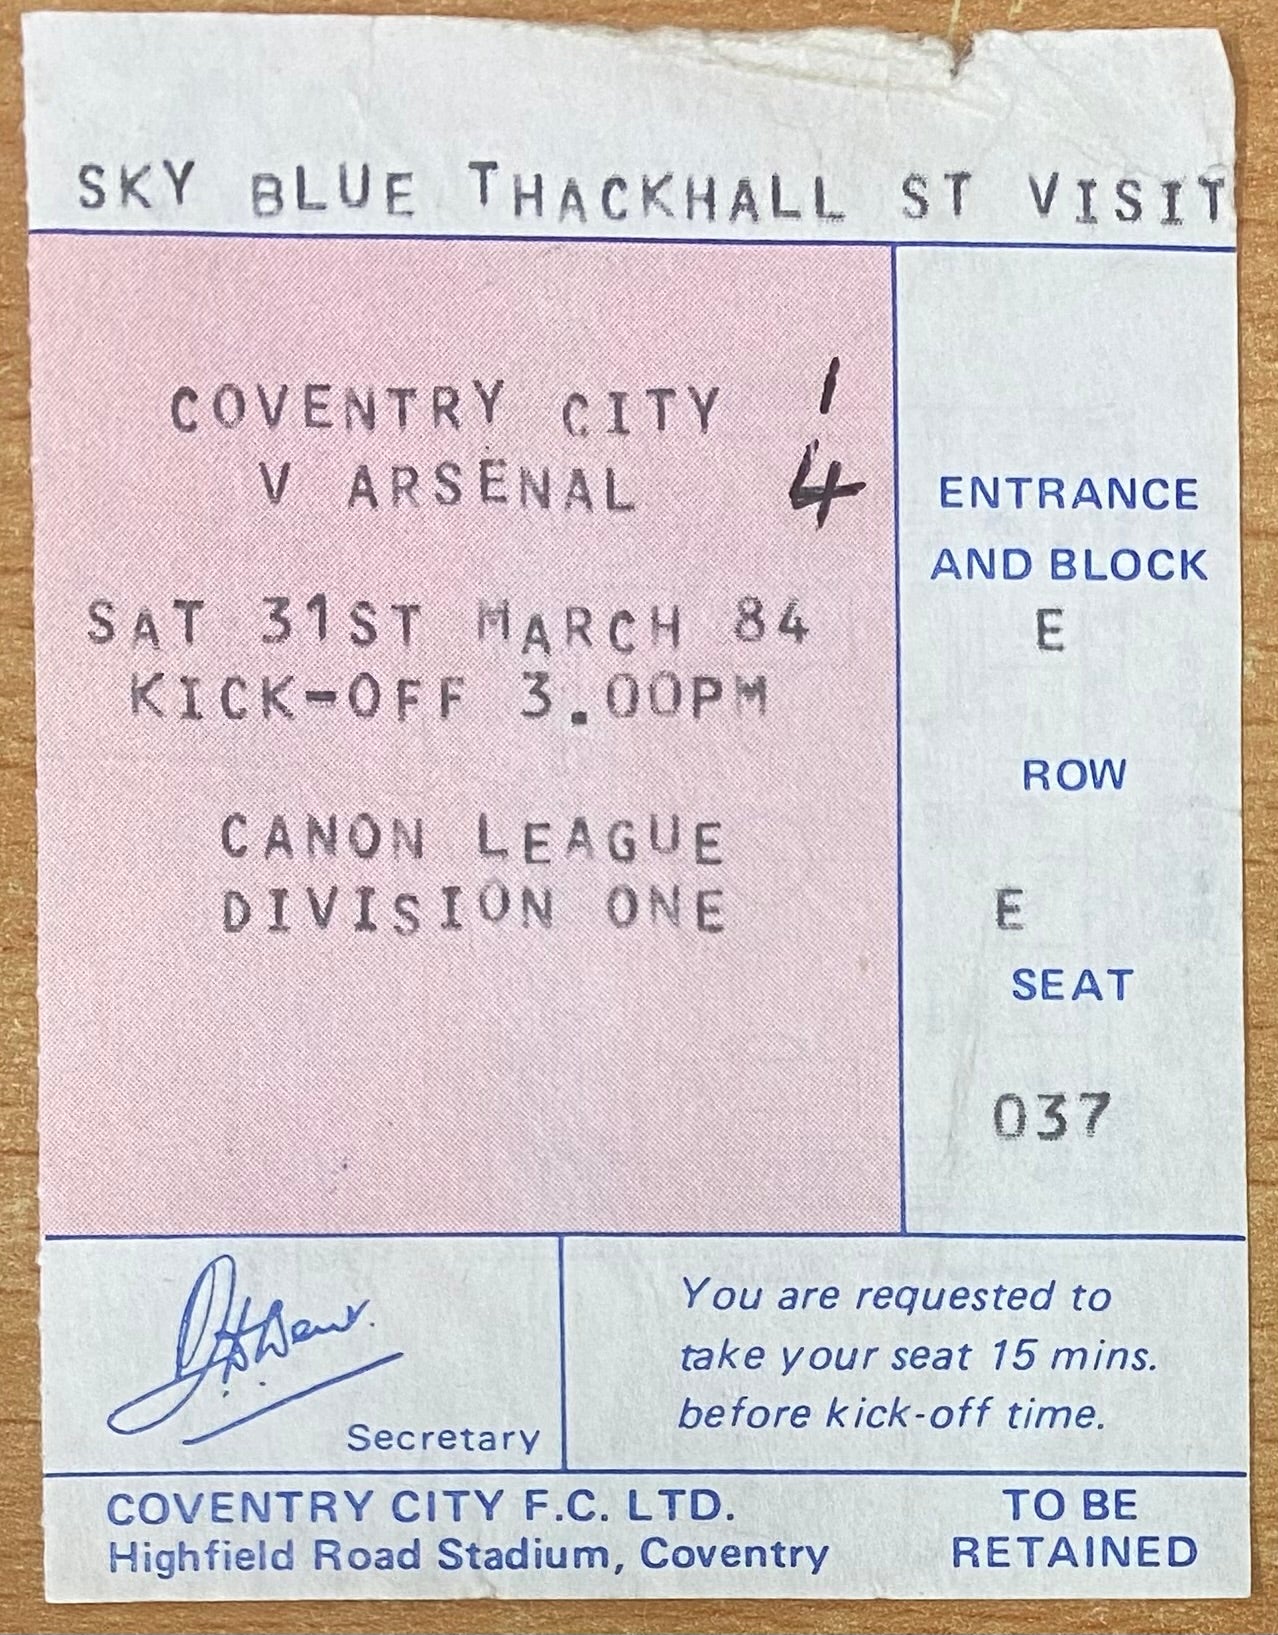 SKY BLUE THACKHALL ST VISIT
COVENTRY CITY 1
V ARSENAL 4
SAT 31ST MARCH 84
KICK-OFF 3.00PM
CANON LEAGUE
DIVISION ONE
ENTRANCE
AND BLOCK
E
ROW
E
SEAT
037
Secretary
You are requested to
take your seat 15 mins.
before kick-off time.
COVENTRY CITY F.C. LTD.
Highfield Road Stadium, Coventry
TO BE
RETAINED